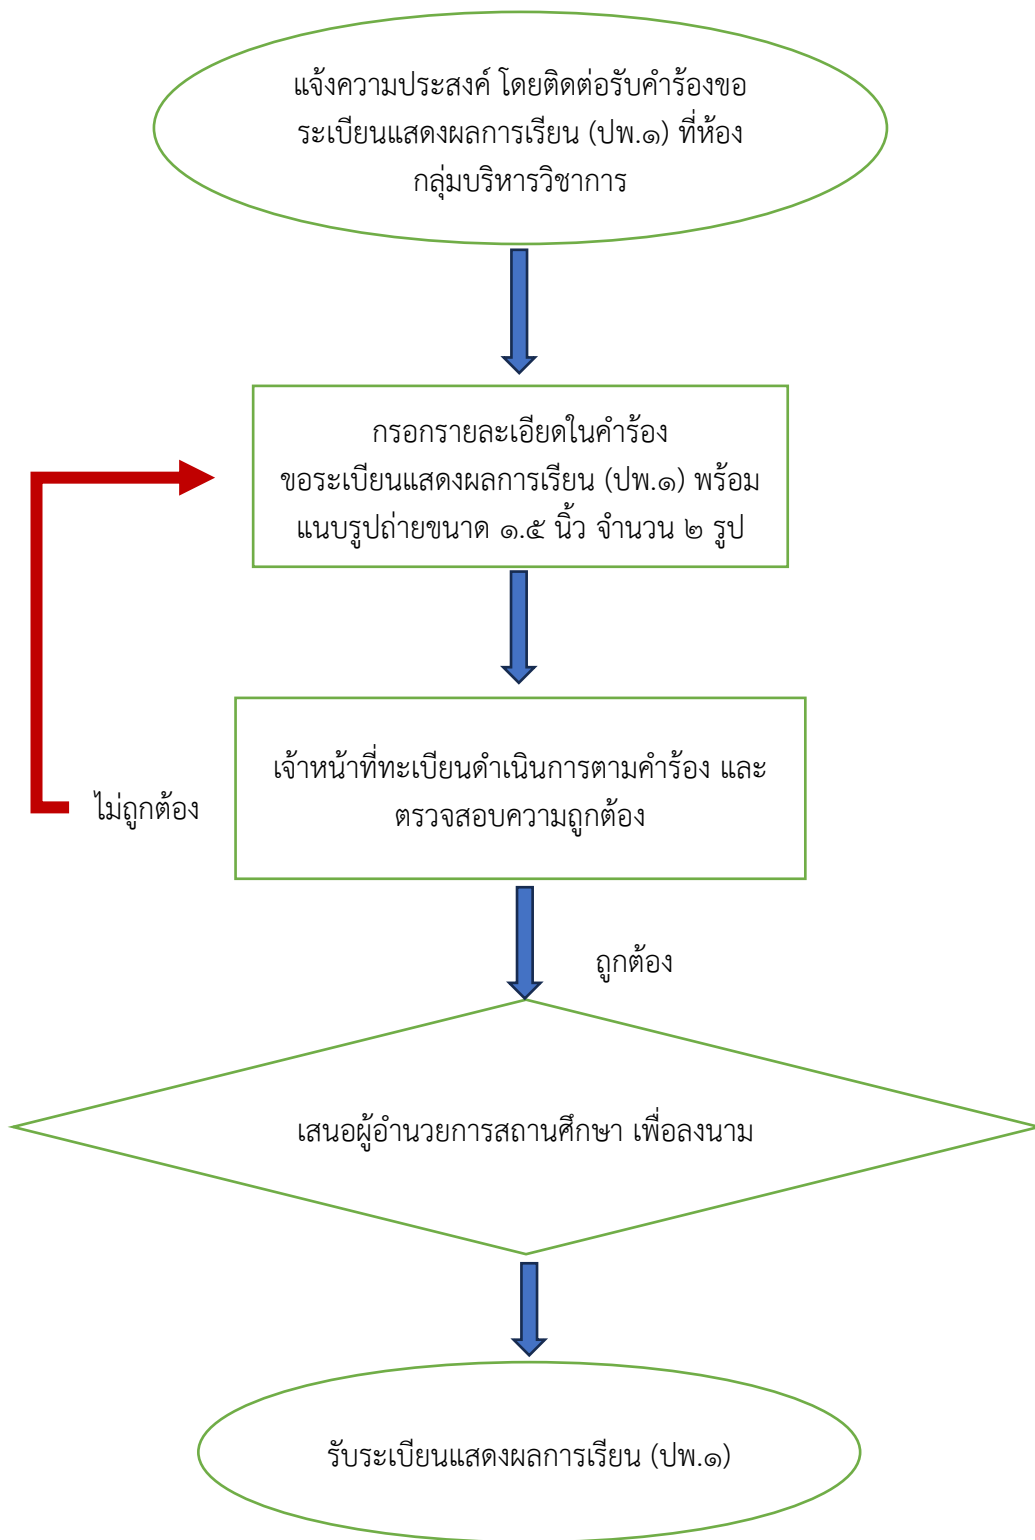 แจ้งความประสงค์ โดยติดต่อรับคำร้องขอ
ระเบียนแสดงผลการเรียน (ปพ.๑) ที่ห้อง
กลุ่มบริหารวิชาการ
กรอกรายละเอียดในคำร้อง
ขอระเบียนแสดงผลการเรียน (ปพ.๑) พร้อม
แนบรูปถ่ายขนาด ๑.๕ นิ้ว จำนวน ๒ รูป
เจ้าหน้าที่ทะเบียนดำเนินการตามคำร้อง และ
ตรวจสอบความถูกต้อง
ไม่ถูกต้อง
ถูกต้อง
เสนอผู้อำนวยการสถานศึกษา เพื่อลงนาม
รับระเบียนแสดงผลการเรียน (ปพ.๑)